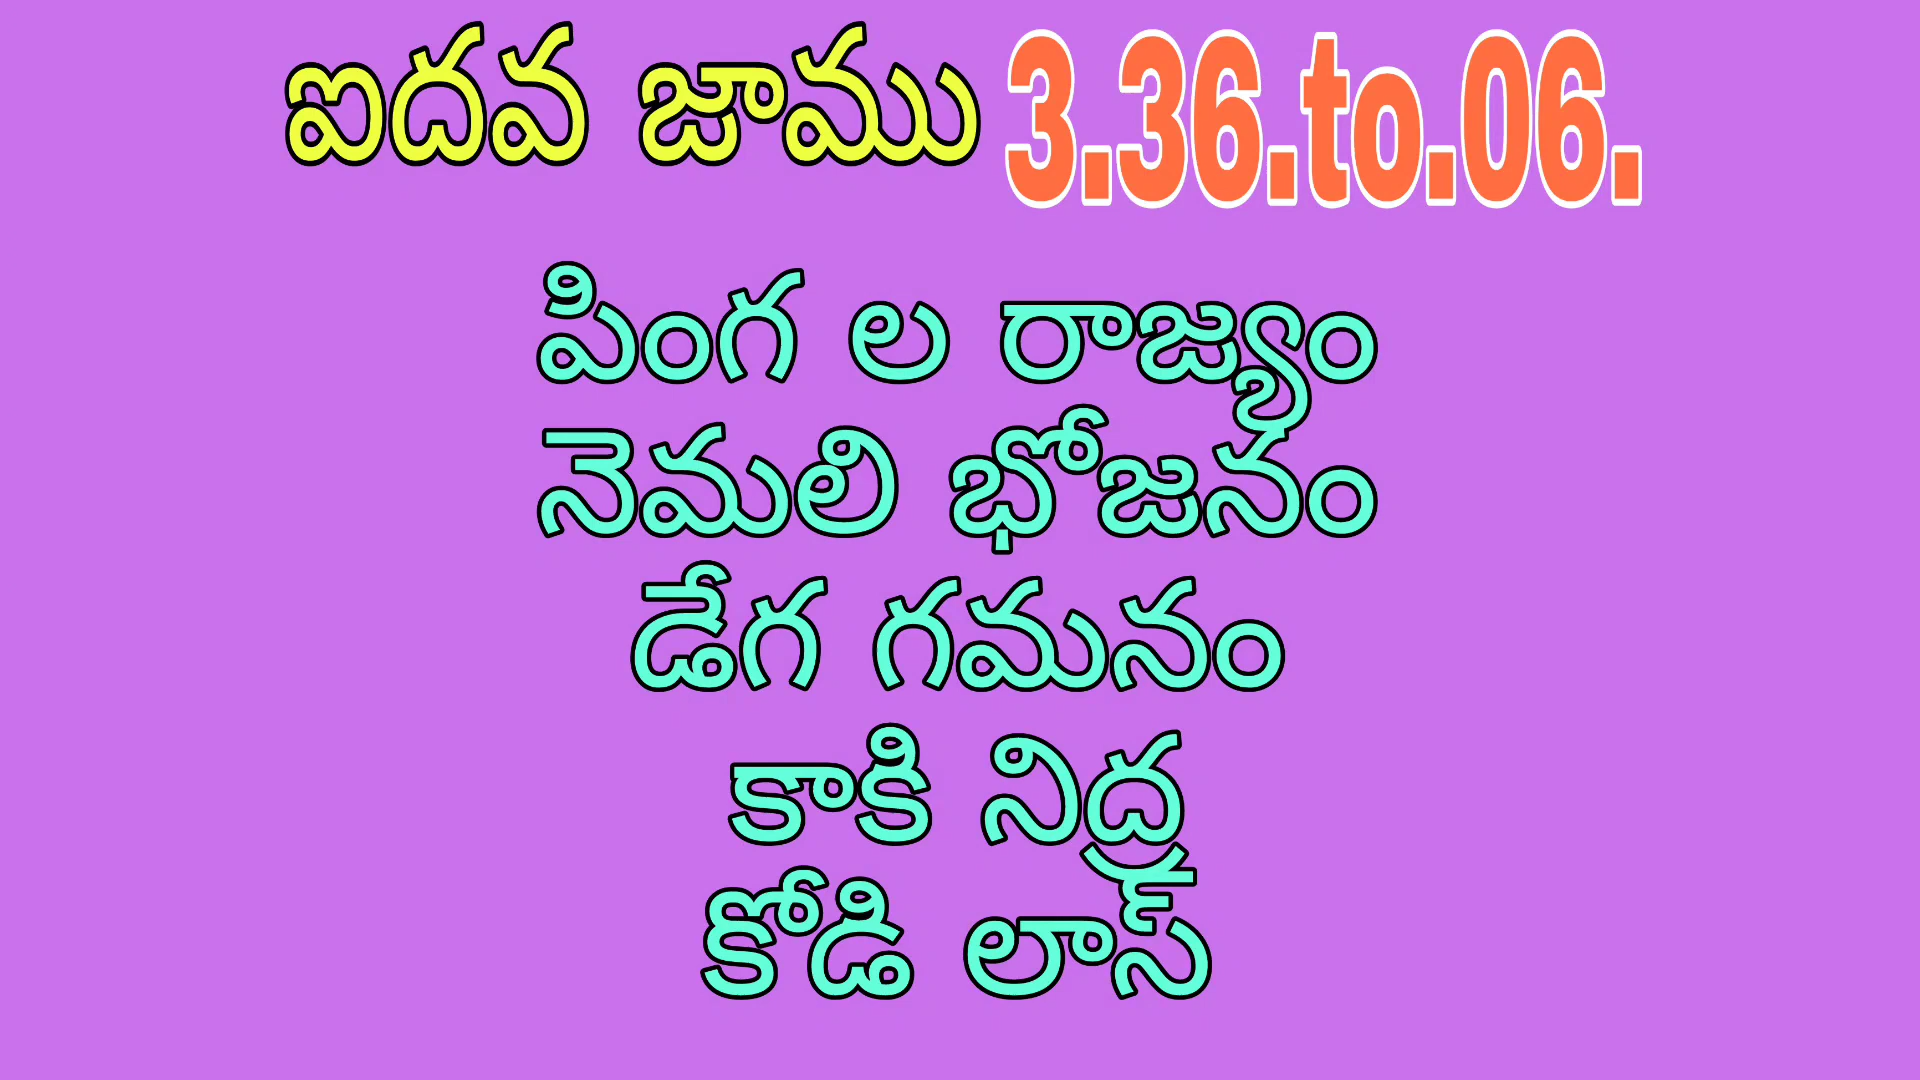 ఐదవ జాము 3.36.to.06.
పింగ ల రాజ్యం
నెమలి భోజనం
డేగ గమనం
కాకి నిద్ర
కోడి లాస్